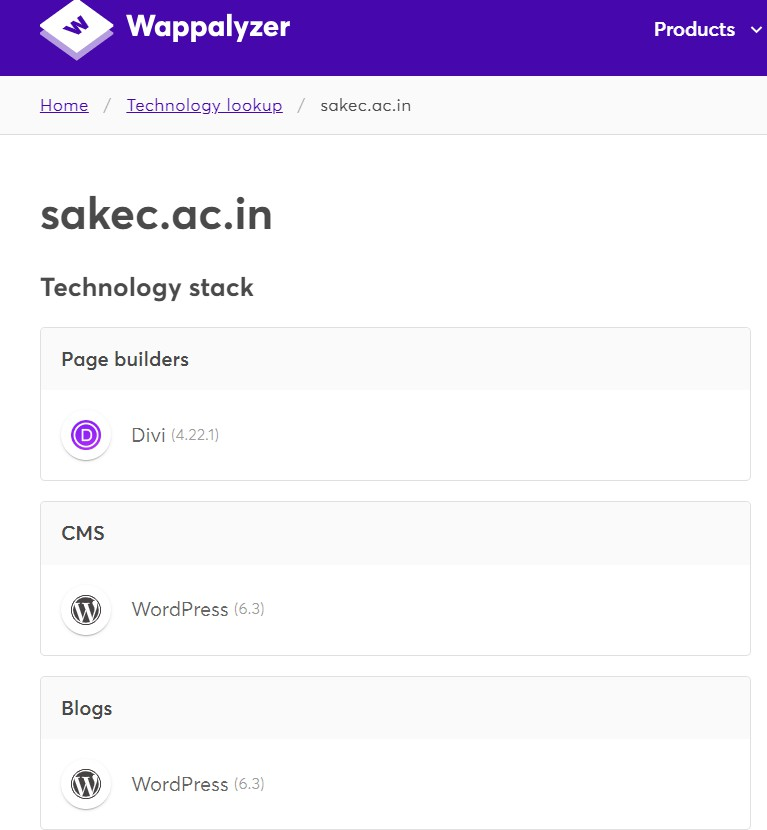 Wappalyzer
Products
Home / Technology lookup / sakec.ac.in
sakec.ac.in
Technology stack
Page builders
Divi (4.22.1)
CMS
WordPress (6.3)
Blogs
WordPress (6.3)